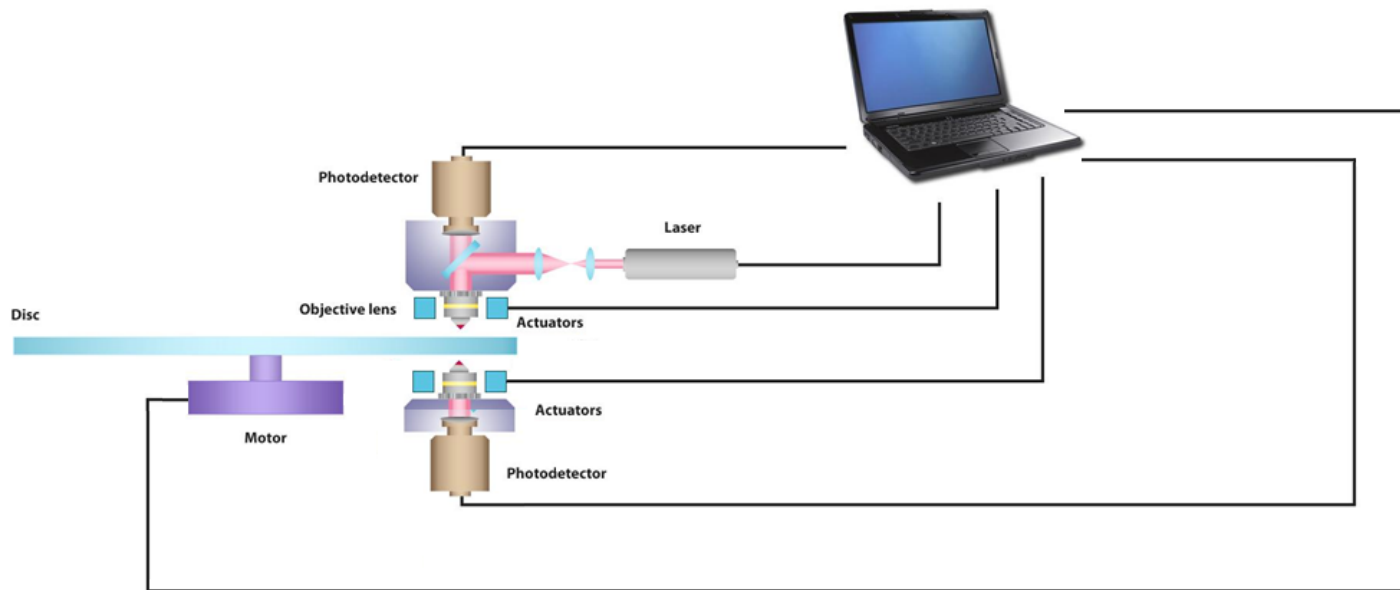 Photodetector
Laser
Objective lens
Disc
Actuators
Actuators
Motor
Photodetector